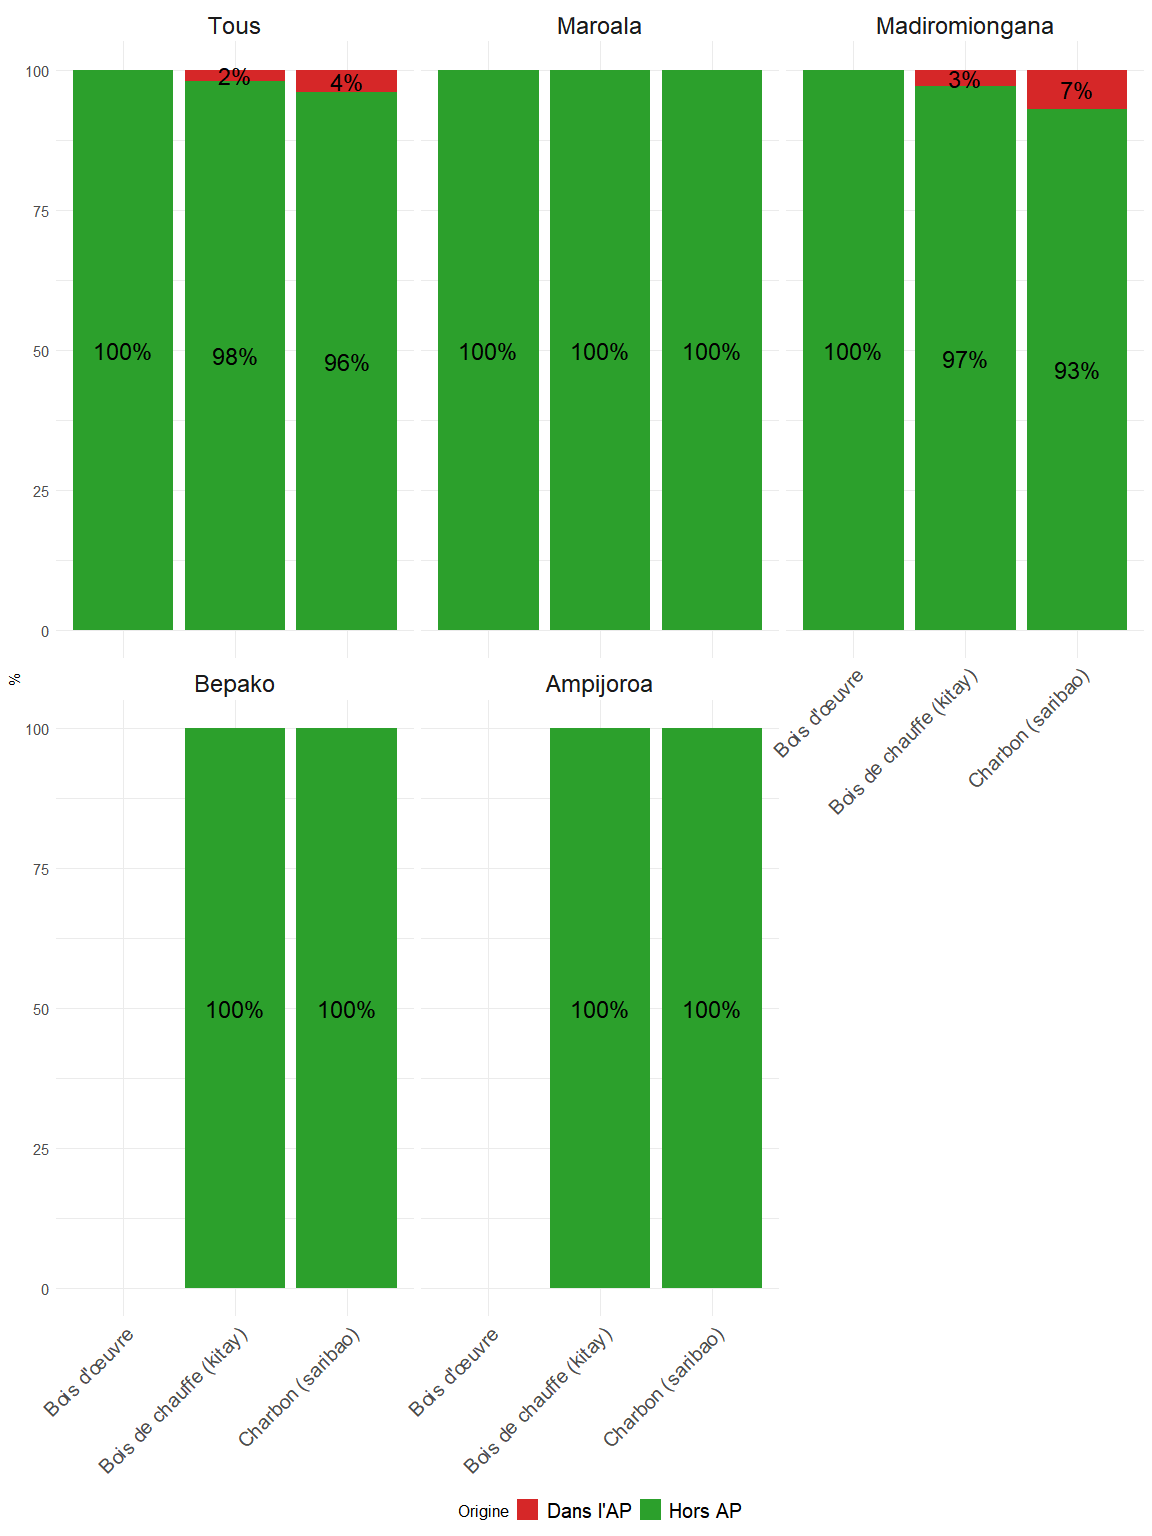 Tous
Maroala
Madiromiongana
100
75
50
25
0
2%
4%
100%
98%
96%
100%
100%
100%
3%
7%
100%
97%
93%
Bois d'œuvre
Bois de chauffe (kitay)
Charbon (saribao)
%
Bepako
Ampijoroa
100
75
50
25
0
100%
100%
100%
100%
Bois d'œuvre
Bois de chauffe (kitay)
Charbon (saribao)
Bois d'œuvre
Bois de chauffe (kitay)
Charbon (saribao)
Origine Dans l'AP Hors AP